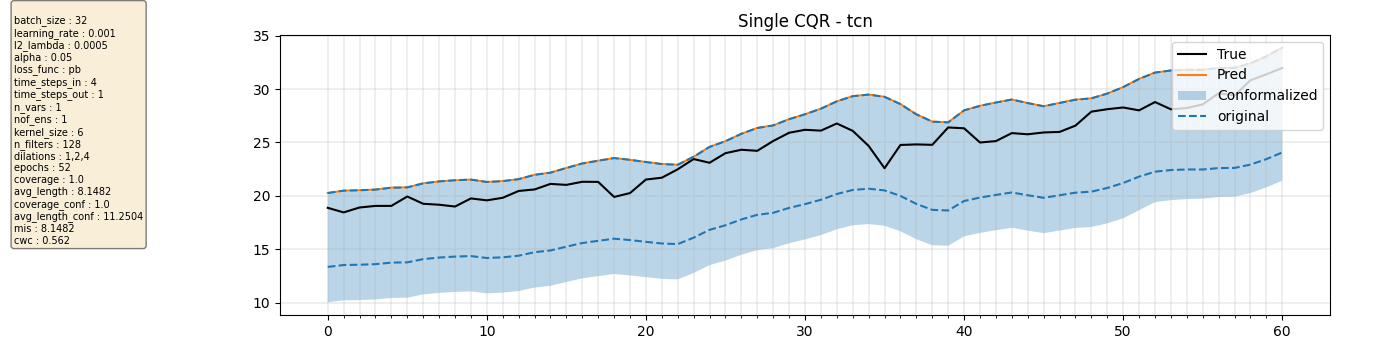 batch_size : 32
learning_rate : 0.001
l2_lambda : 0.0005
alpha : 0.05
loss_func : pb
time_steps_in : 4
time_steps_out : 1
n_vars : 1
nof_ens : 1
kernel_size : 6
n_filters : 128
dilations : 1,2,4
epochs : 52
coverage : 1.0
avg_length : 8.1482
coverage_conf : 1.0
avg_length_conf : 11.2504
mis : 8.1482
cwc : 0.562
Single CQR - tcn
35
30
25
20
15
10
0 10 20 30 40 50 60
True
Pred
Conformalized
original